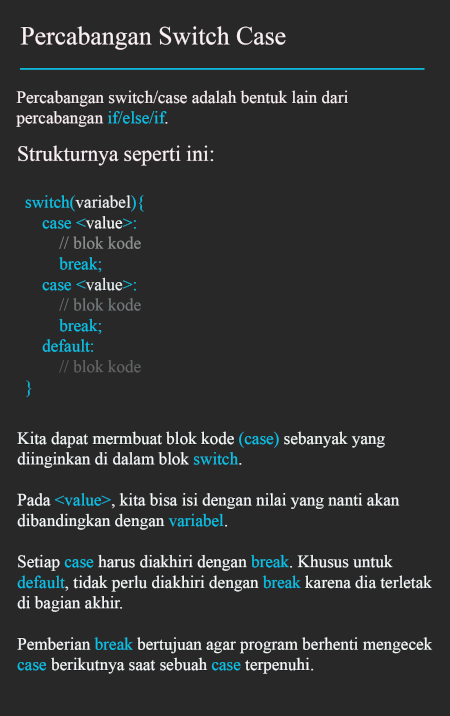 Percabangan Switch Case
Percabangan switch/case adalah bentuk lain dari
percabangan if/else/if.
Strukturnya seperti ini:
switch(variabel){
case <value>:
// blok kode
break;
case <value>:
// blok kode
break;
default:
// blok kode
}
Kita dapat mermbuat blok kode (case) sebanyak yang
diinginkan di dalam blok switch.
Pada <value>, kita bisa isi dengan nilai yang nanti akan
dibandingkan dengan variabel.
Setiap case harus diakhiri dengan break. Khusus untuk
default, tidak perlu diakhiri dengan break karena dia terletak
di bagian akhir.
Pemberian break bertujuan agar program berhenti mengecek
case berikutnya saat sebuah case terpenuhi.